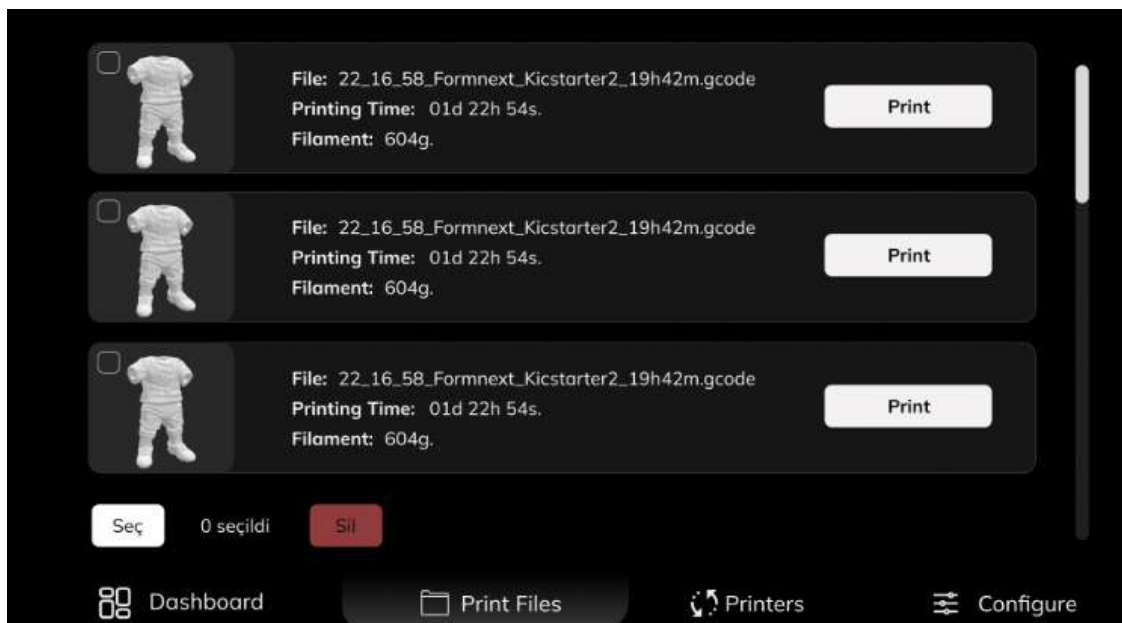 File: 22_16_58_Formnext_Kicstarter2_19h42m.gcode
Printing Time: 01d 22h 54s.
Filament: 604g.
Print
File: 22_16_58_Formnext_Kicstarter2_19h42m.gcode
Printing Time: 01d 22h 54s.
Filament: 604g.
Print
File: 22_16_58_Formnext_Kicstarter2_19h42m.gcode
Printing Time: 01d 22h 54s.
Filament: 604g.
Print
Seç 0 seçildi Sil
Dashboard Print Files Printers Configure